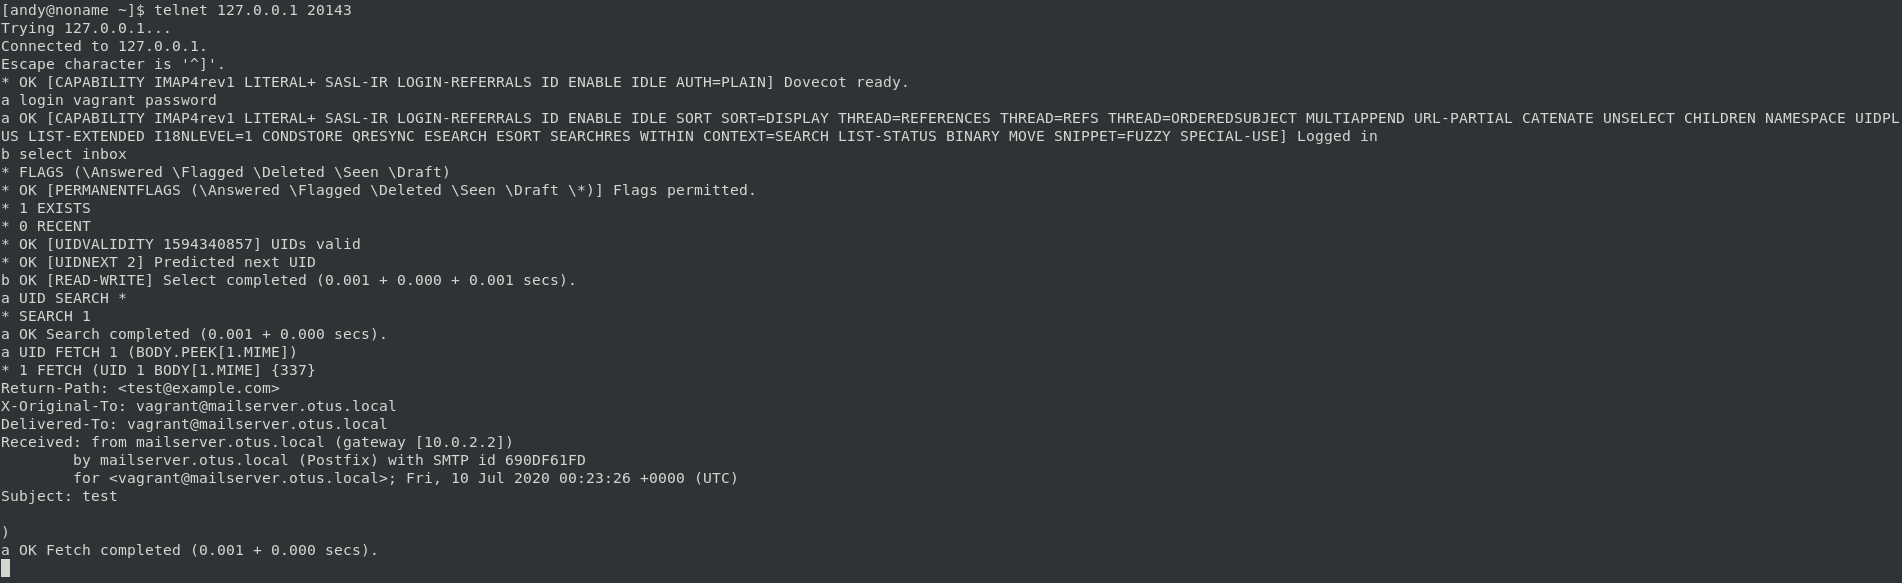 [andy@noname ~]$ telnet 127.0.0.1 20143
Trying 127.0.0.1...
Connected to 127.0.0.1.
Escape character is '^]'.
* OK [CAPABILITY IMAP4rev1 LITERAL+ SASL-IR LOGIN-REFERRALS ID ENABLE IDLE AUTH=PLAIN] Dovecot ready.
a login vagrant password
a OK [CAPABILITY IMAP4rev1 LITERAL+ SASL-IR LOGIN-REFERRALS ID ENABLE IDLE SORT SORT=DISPLAY THREAD=REFERENCES THREAD=REFS THREAD=ORDEREDSUBJECT MULTIAPPEND URL-PARTIAL CATENATE UNSELECT CHILDREN NAMESPACE UIDPL
US LIST-EXTENDED I18NLEVEL=1 CONDSTORE QRESYNC ESEARCH ESORT SEARCHRES WITHIN CONTEXT=SEARCH LIST-STATUS BINARY MOVE SNIPPET=FUZZY SPECIAL-USE] Logged in
b select inbox
* FLAGS (\Answered \Flagged \Deleted \Seen \Draft)
* OK [PERMANENTFLAGS (\Answered \Flagged \Deleted \Seen \Draft \*)] Flags permitted.
* 1 EXISTS
* 0 RECENT
* OK [UIDVALIDITY 1594340857] UIDs valid
* OK [UIDNEXT 2] Predicted next UID
b OK [READ-WRITE] Select completed (0.001 + 0.000 + 0.001 secs).
a UID SEARCH *
* SEARCH 1
a OK Search completed (0.001 + 0.000 secs).
a UID FETCH 1 (BODY.PEEK[1.MIME])
* 1 FETCH (UID 1 BODY[1.MIME] {337}
Return-Path: <test@example.com>
X-Original-To: vagrant@mailserver.otus.local
Delivered-To: vagrant@mailserver.otus.local
Received: from mailserver.otus.local (gateway [10.0.2.2])
        by mailserver.otus.local (Postfix) with SMTP id 690DF61FD
        for <vagrant@mailserver.otus.local>; Fri, 10 Jul 2020 00:23:26 +0000 (UTC)
Subject: test

)
a OK Fetch completed (0.001 + 0.000 secs).